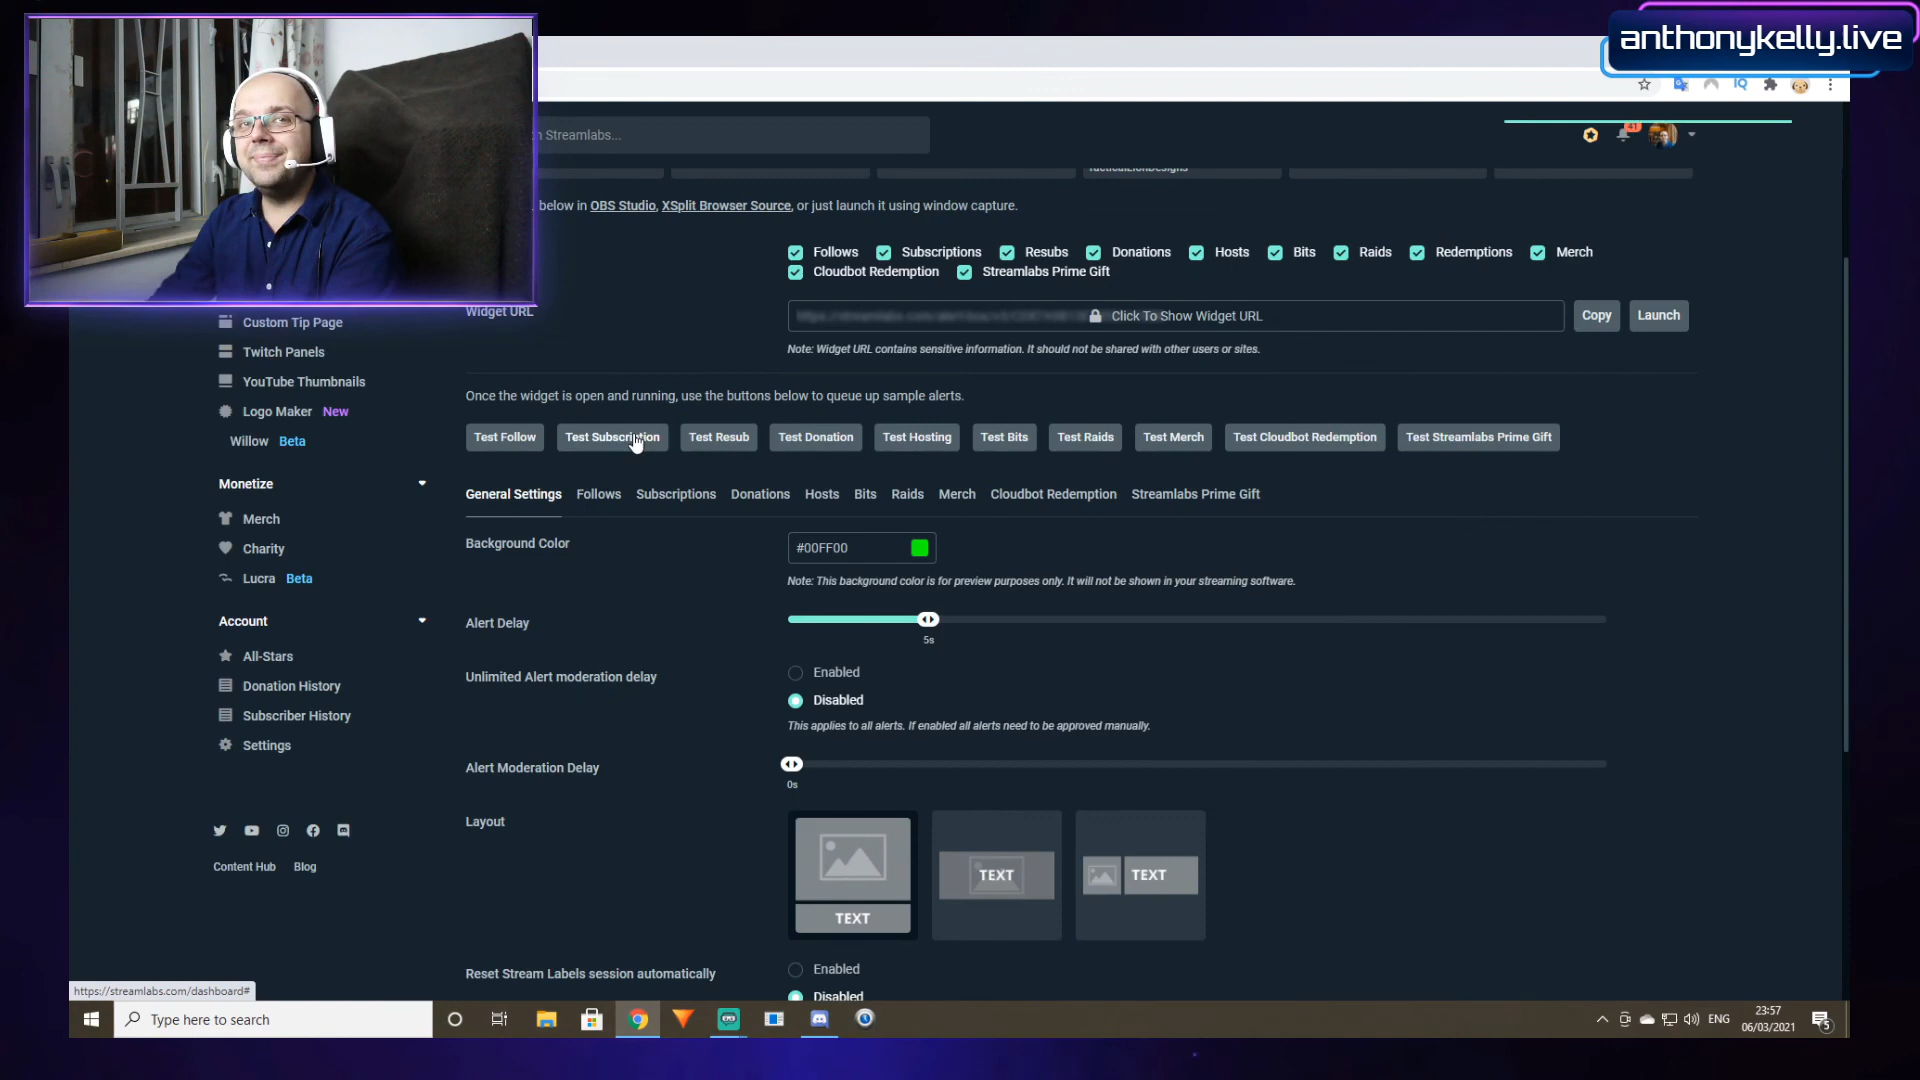 anthonykelly.live
Streamlabs...
41
TacticalLionDesigns
below in OBS Studio, XSplit Browser Source, or just launch it using window capture.
Follows Subscriptions Resubs Donations Hosts Bits Raids Redemptions Merch
Cloudbot Redemption Streamlabs Prime Gift
Widget URL
Click To Show Widget URL
Copy
Launch
Note: Widget URL contains sensitive information. It should not be shared with other users or sites.
Custom Tip Page
Twitch Panels
YouTube Thumbnails
Logo Maker New
Willow Beta
Monetize
Merch
Charity
Lucra Beta
Account
All-Stars
Donation History
Subscriber History
Settings
Content Hub Blog
Once the widget is open and running, use the buttons below to queue up sample alerts.
Test Follow Test Subscription Test Resub Test Donation Test Hosting Test Bits Test Raids Test Merch Test Cloudbot Redemption Test Streamlabs Prime Gift
General Settings Follows Subscriptions Donations Hosts Bits Raids Merch Cloudbot Redemption Streamlabs Prime Gift
Background Color
#00FF00
Note: This background color is for preview purposes only. It will not be shown in your streaming software.
Alert Delay
5s
Unlimited Alert moderation delay
Enabled
Disabled
This applies to all alerts. If enabled all alerts need to be approved manually.
Alert Moderation Delay
0s
Layout
TEXT
TEXT
TEXT
Reset Stream Labels session automatically
Enabled
Disabled
https://streamlabs.com/dashboard#
Type here to search
ENG
23:57
06/03/2021
5